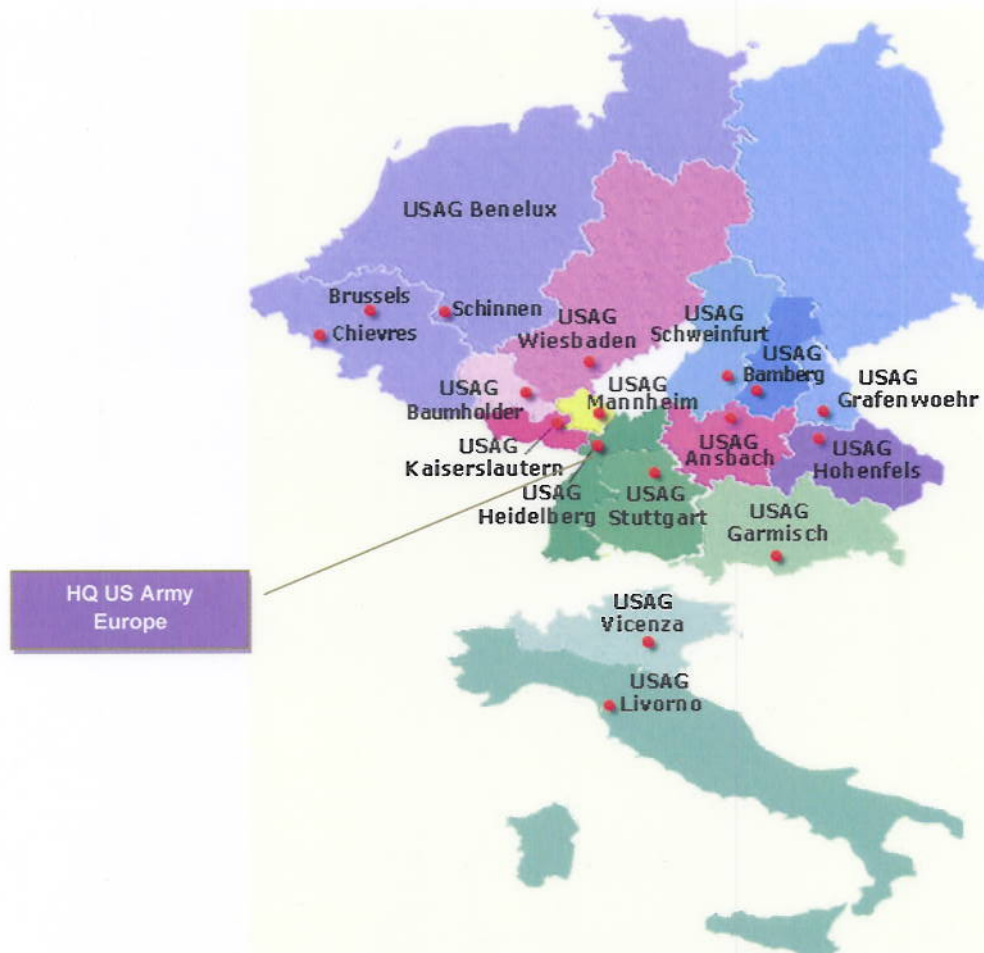 USAG Benelux
Brussels
Schinnen
Chievres
USAG
Wiesbaden
USAG
Schweinfurt
USAG
Bamberg
USAG
Grafenwoehr
USAG
Baumholder
USAG
Mannheim
USAG
Kaiserslautern
USAG
Ansbach
USAG
Hohenfels
USAG
Heidelberg
USAG
Stuttgart
USAG
Garmisch
HQ US Army
Europe
USAG
Vicenza
USAG
Livorno